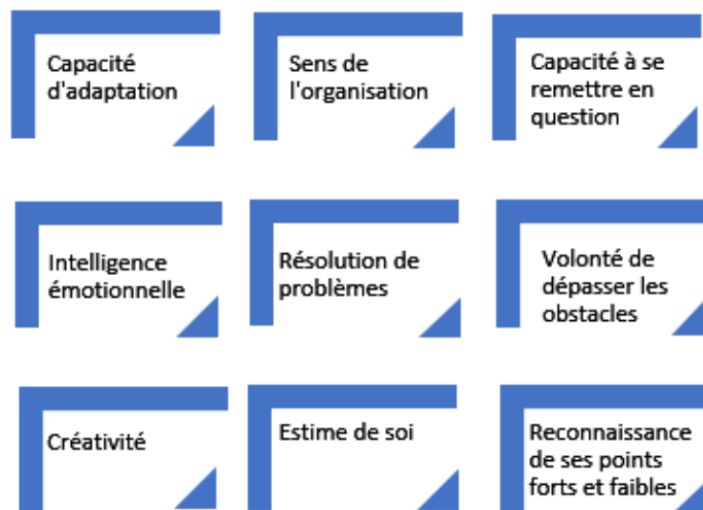 Capacité
d'adaptation
Sens de
l'organisation
Capacité à se
remettre en
question
Intelligence
émotionnelle
Résolution de
problèmes
Volonté de
dépasser les
obstacles
Créativité
Estime de soi
Reconnaissance
de ses points
forts et faibles